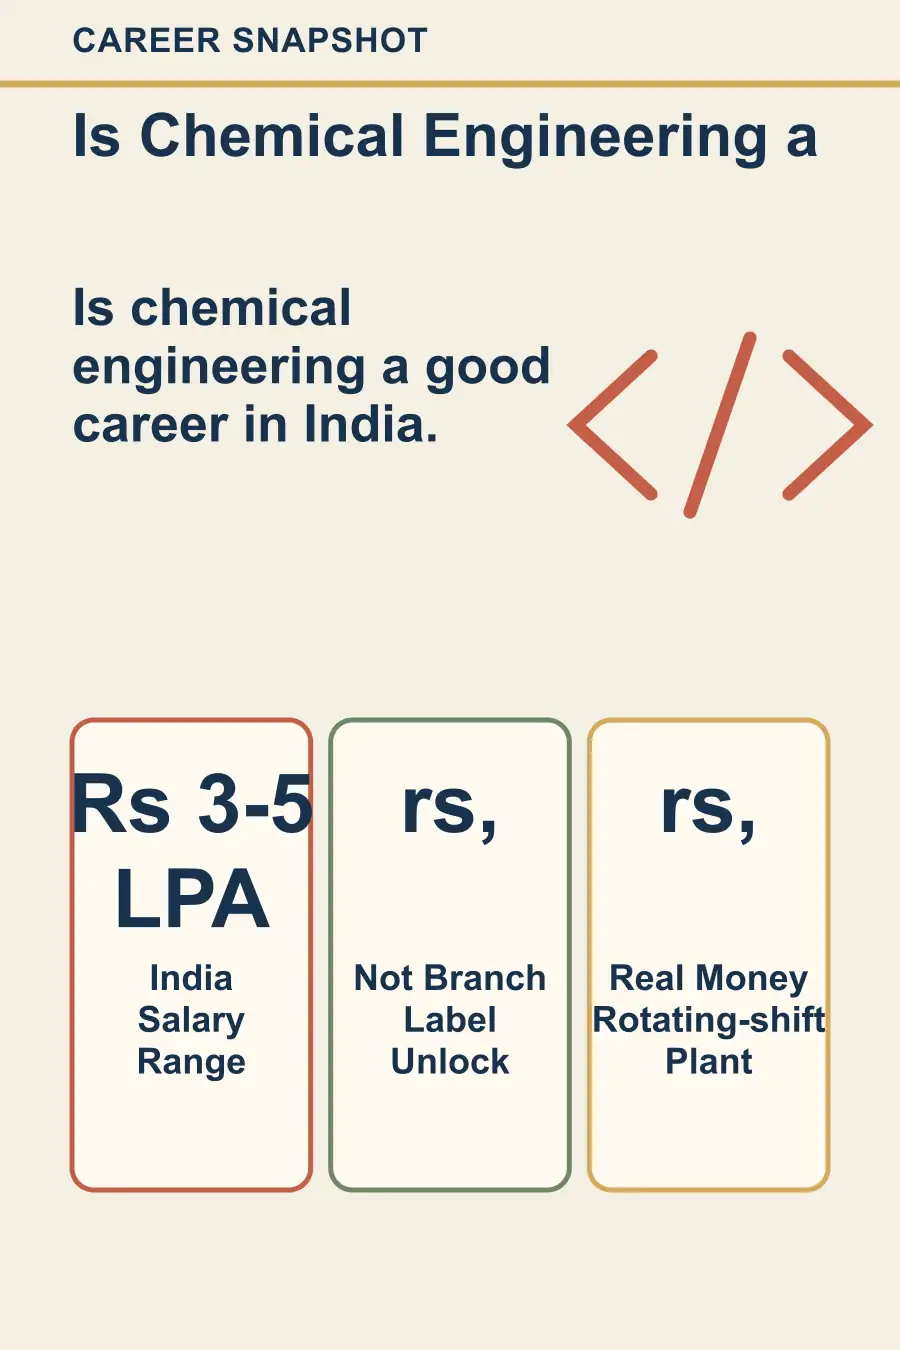 CAREER SNAPSHOT
Is Chemical Engineering a
Is chemical
engineering a good
career in India.
Rs 3-5
LPA
India
Salary
Range
rs,
Not Branch
Label
Unlock
rs,
Real Money
Rotating-shift
Plant